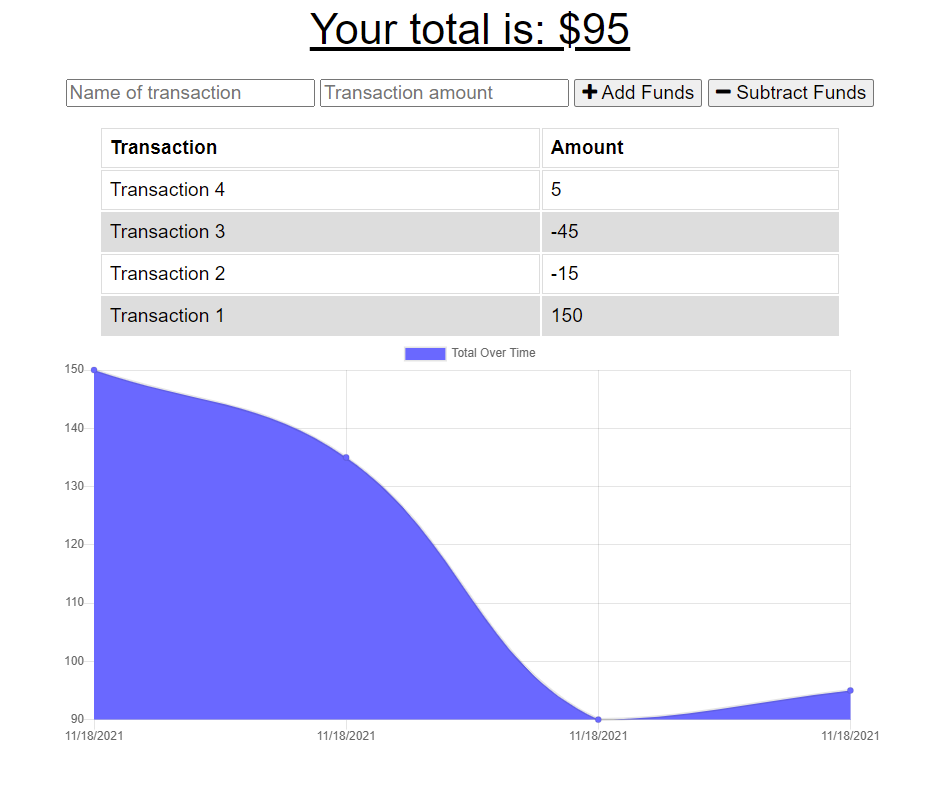 Your total is: $95
Name of transaction Transaction amount Add Funds Subtract Funds
Transaction Amount
Transaction 4 5
Transaction 3 -45
Transaction 2 -15
Transaction 1 150
Total Over Time
150
140
130
120
110
100
90
11/18/2021 11/18/2021 11/18/2021 11/18/2021